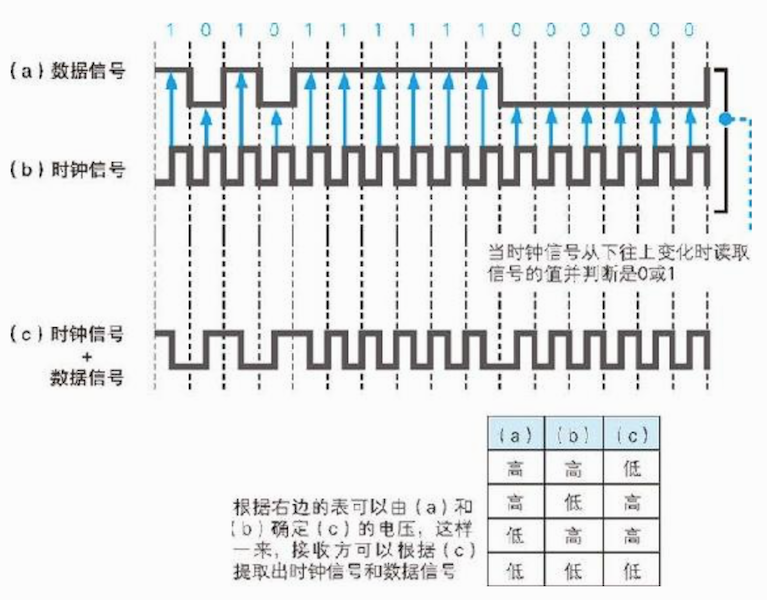 1 0 1 0 1 1 1 1 1 1 0 0 0 0 0 0
(a)数据信号
(b)时钟信号
当时钟信号从下往上变化时读取
信号的值并判断是0或1
(c)时钟信号
+
数据信号
(a) (b) (c)
高 高 低
高 低 高
低 高 高
低 低 低
根据右边的表可以由(a)和
(b)确定(c)的电压，这样
一来，接收方可以根据(c)
提取出时钟信号和数据信号